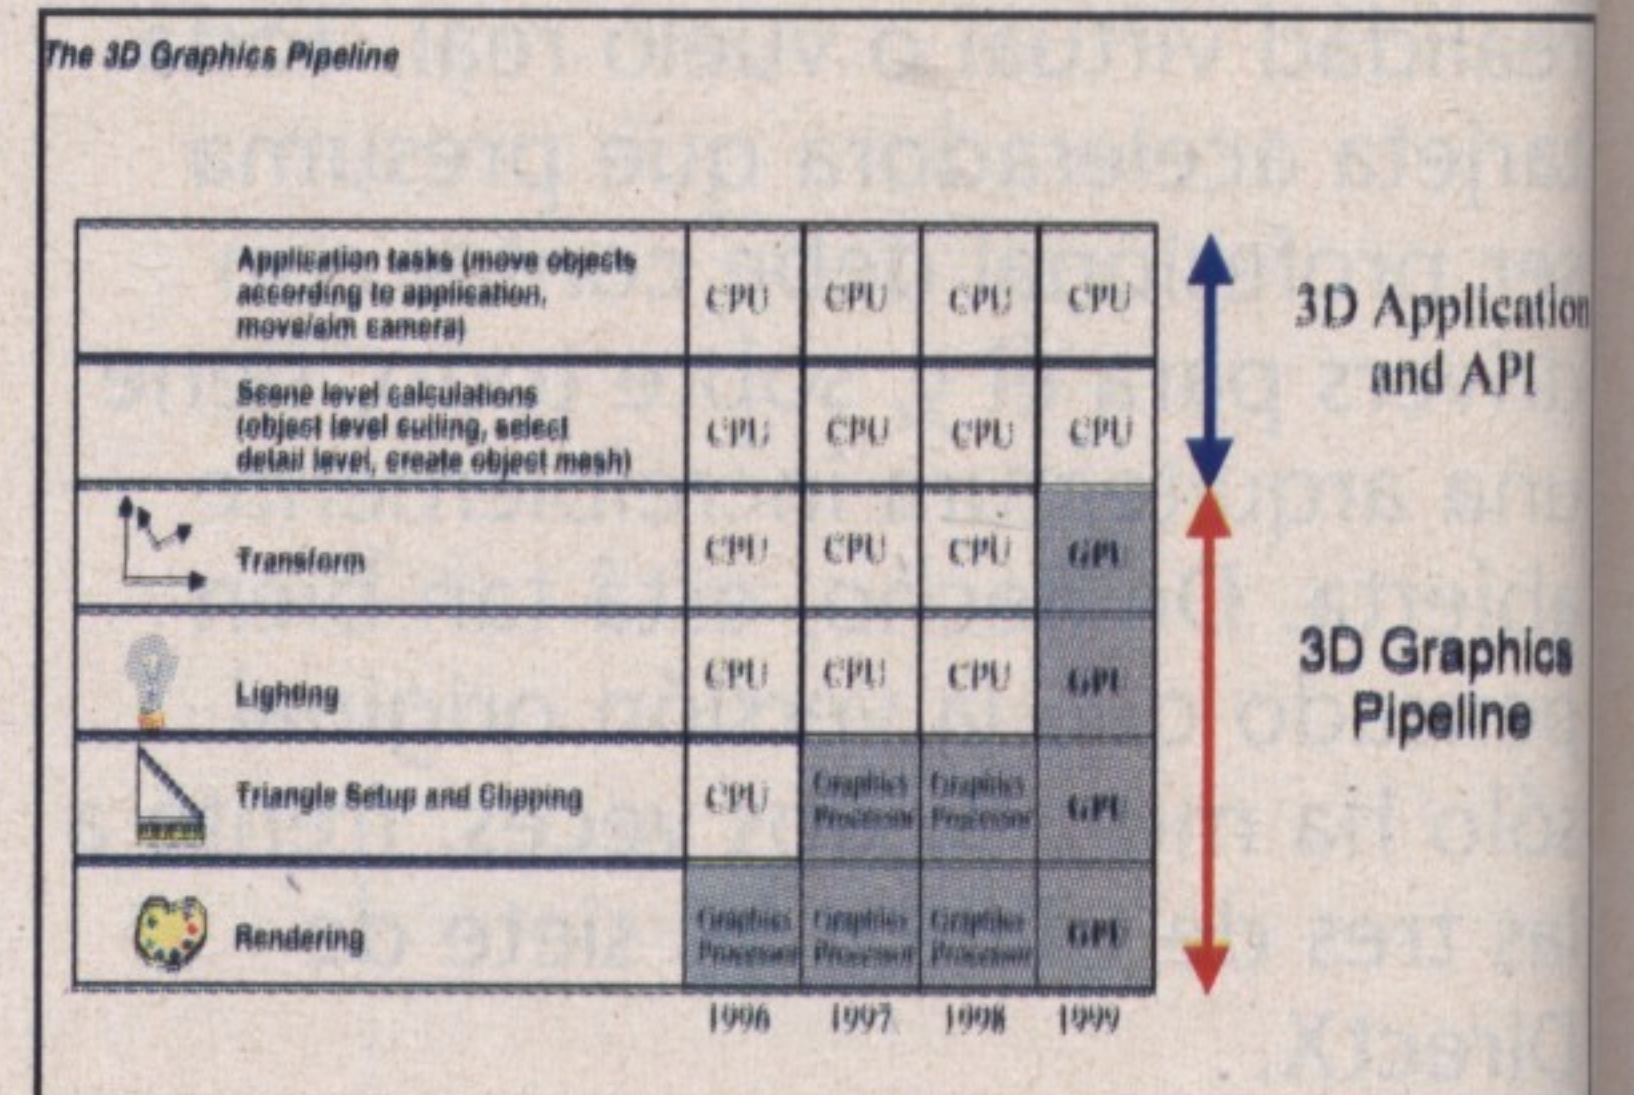 The 3D Graphics Pipeline
Application tasks (move objects
according to application,
move/aim camera)
CPU CPU CPU CPU
3D Application
and API
Scene level calculations
(object level culling, select
detail level, create object mesh)
CPU CPU CPU CPU
Transform
CPU CPU CPU GPU
Lighting
CPU CPU CPU GPU
3D Graphics
Pipeline
Triangle Setup and Clipping
CPU Graphics Graphics GPU
Processor Processor
Rendering
Graphics Graphics Graphics GPU
Processor Processor Processor
1996 1997 1998 1999